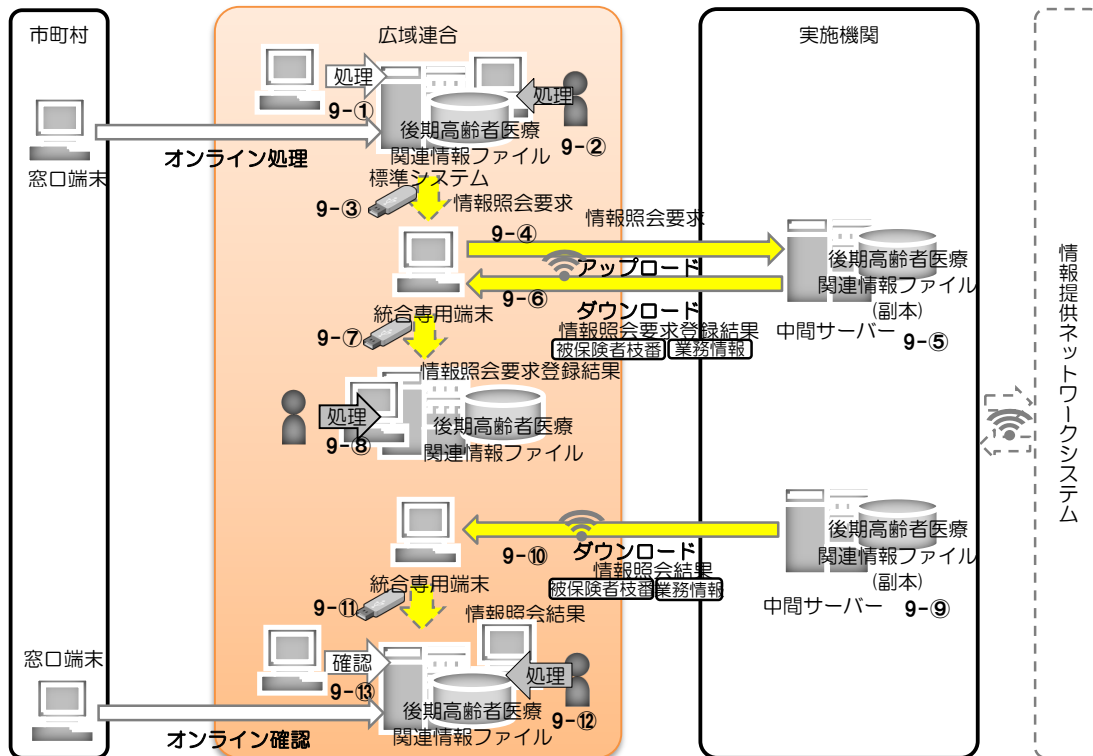 市町村
広域連合
実施機関
処理
9-①
処理
9-②
後期高齢者医療
関連情報ファイル
標準システム
オンライン処理
窓口端末
9-③
情報照会要求
情報照会要求
9-④
アップロード
9-⑥
ダウンロード
統合専用端末
情報照会要求登録結果
被保険者枝番
業務情報
後期高齢者医療
関連情報ファイル
(副本)
中間サーバー
9-⑤
9-⑦
情報照会要求登録結果
処理
9-⑧
後期高齢者医療
関連情報ファイル
情報提供ネットワークシステム
9-⑩
ダウンロード
情報照会結果
被保険者枝番
業務情報
後期高齢者医療
関連情報ファイル
(副本)
中間サーバー
9-⑨
統合専用端末
9-⑪
情報照会結果
窓口端末
確認
9-⑬
処理
9-⑫
後期高齢者医療
関連情報ファイル
オンライン確認